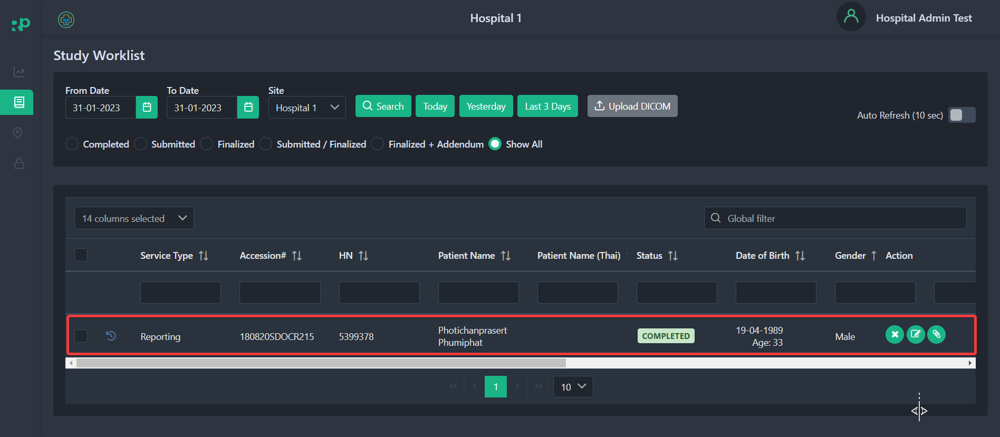 Hospital 1
Hospital Admin Test
Study Worklist
From Date
To Date
Site
31-01-2023
31-01-2023
Hospital 1
Search
Today
Yesterday
Last 3 Days
Upload DICOM
Auto Refresh (10 sec)
Completed
Submitted
Finalized
Submitted / Finalized
Finalized + Addendum
Show All
14 columns selected
Global filter
Service Type
Accession#
HN
Patient Name
Patient Name (Thai)
Status
Date of Birth
Gender
Action
Reporting
180820SDOCR215
5399378
Photichanprasert
Phumiphat
COMPLETED
19-04-1989
Age: 33
Male
1
10